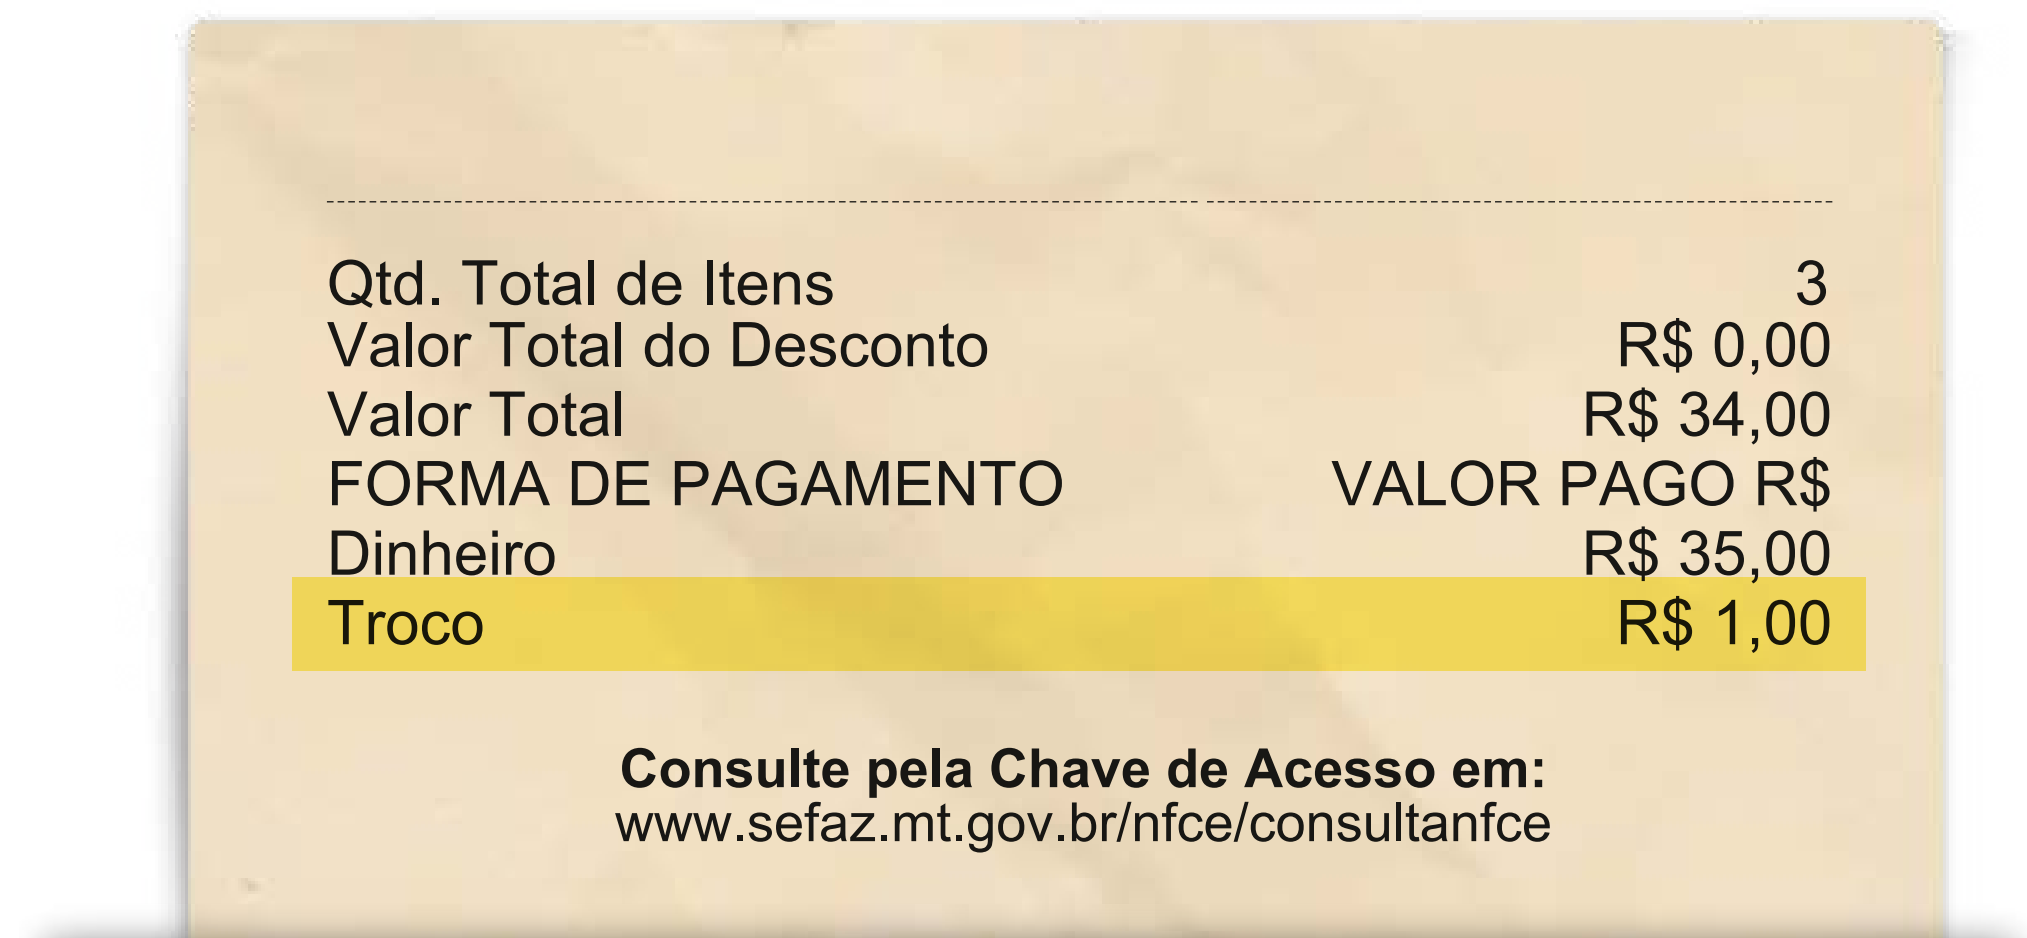 Qtd. Total de Itens 3
Valor Total do Desconto R$ 0,00
Valor Total R$ 34,00
FORMA DE PAGAMENTO VALOR PAGO R$
Dinheiro R$ 35,00
Troco R$ 1,00
Consulte pela Chave de Acesso em:
www.sefaz.mt.gov.br/nfce/consultanfce